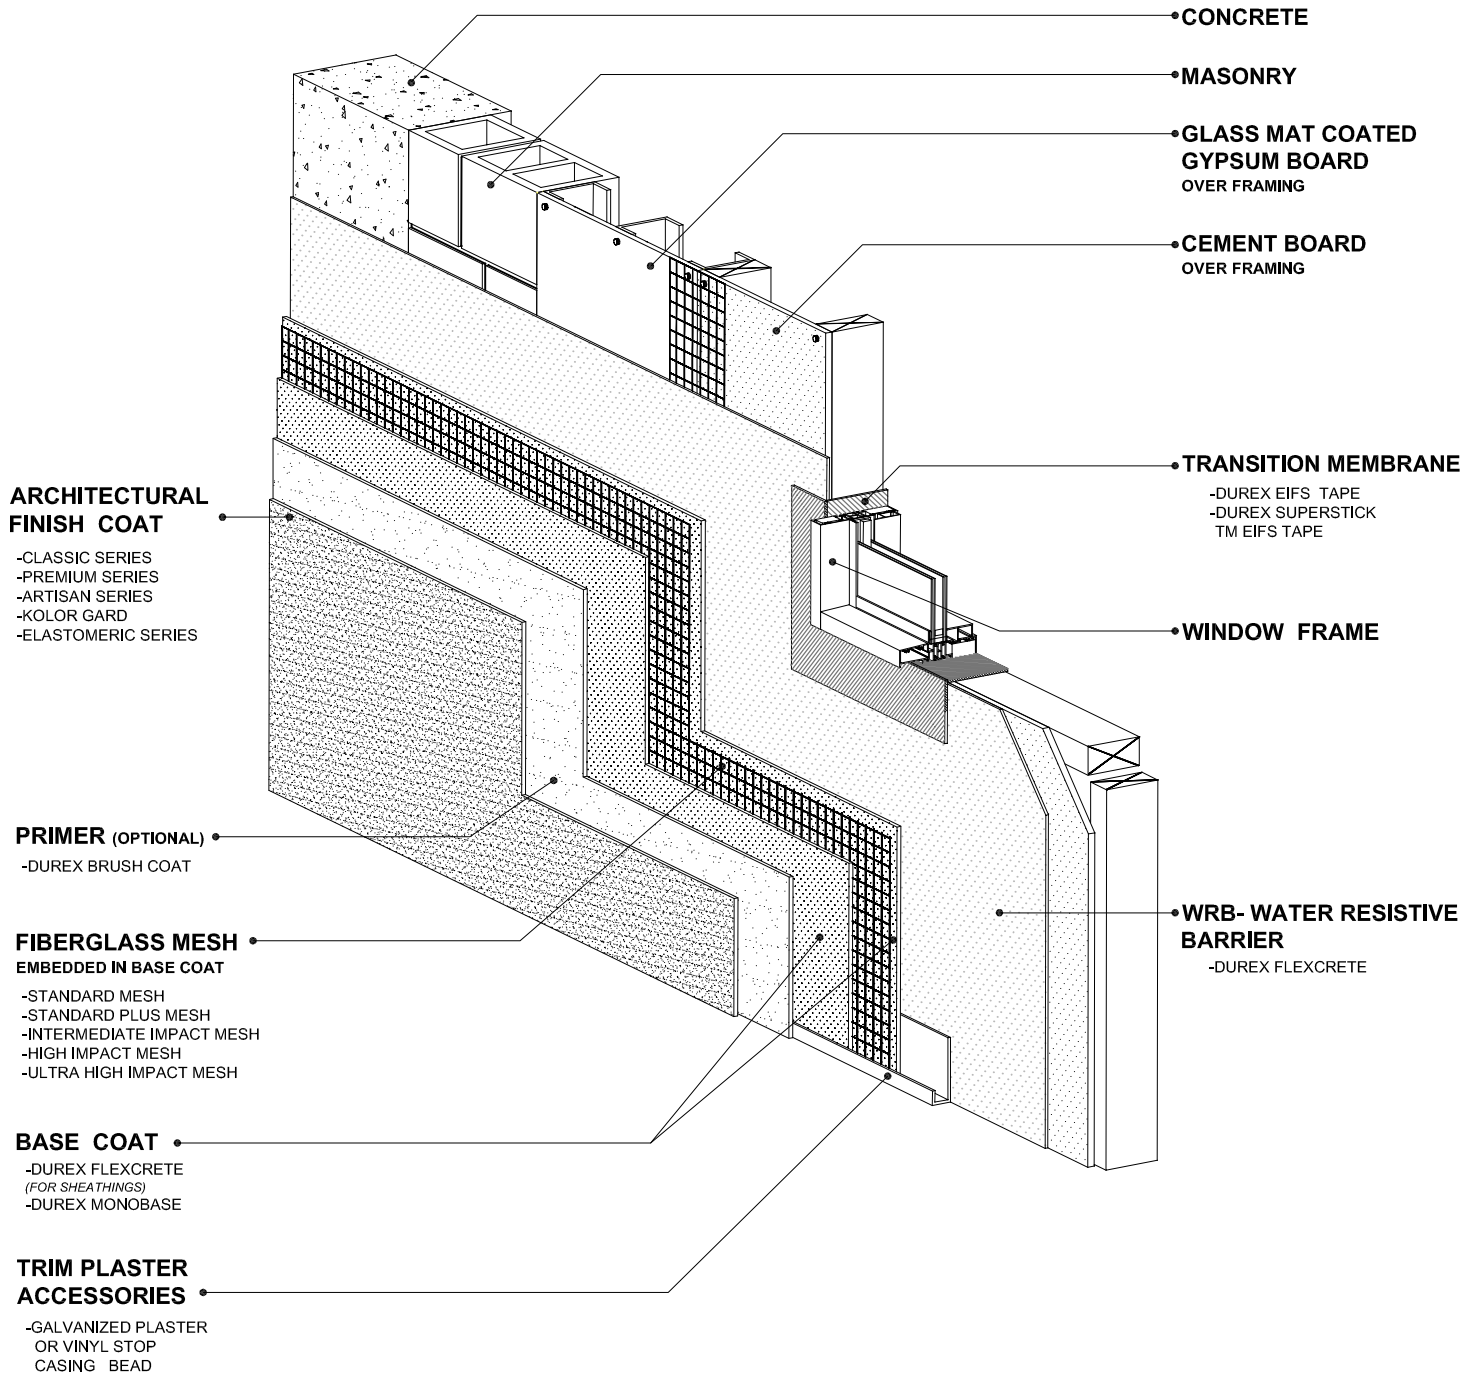 CONCRETE
MASONRY
GLASS MAT COATED
GYPSUM BOARD
OVER FRAMING
CEMENT BOARD
OVER FRAMING
TRANSITION MEMBRANE
-DUREX EIFS TAPE
-DUREX SUPERSTICK
TM EIFS TAPE
WINDOW FRAME
WRB- WATER RESISTIVE
BARRIER
-DUREX FLEXCRETE
ARCHITECTURAL
FINISH COAT
-CLASSIC SERIES
-PREMIUM SERIES
-ARTISAN SERIES
-KOLOR GARD
-ELASTOMERIC SERIES
PRIMER (OPTIONAL)
-DUREX BRUSH COAT
FIBERGLASS MESH
EMBEDDED IN BASE COAT
-STANDARD MESH
-STANDARD PLUS MESH
-INTERMEDIATE IMPACT MESH
-HIGH IMPACT MESH
-ULTRA HIGH IMPACT MESH
BASE COAT
-DUREX FLEXCRETE
(FOR SHEATHINGS)
-DUREX MONOBASE
TRIM PLASTER
ACCESSORIES
-GALVANIZED PLASTER
OR VINYL STOP
CASING BEAD